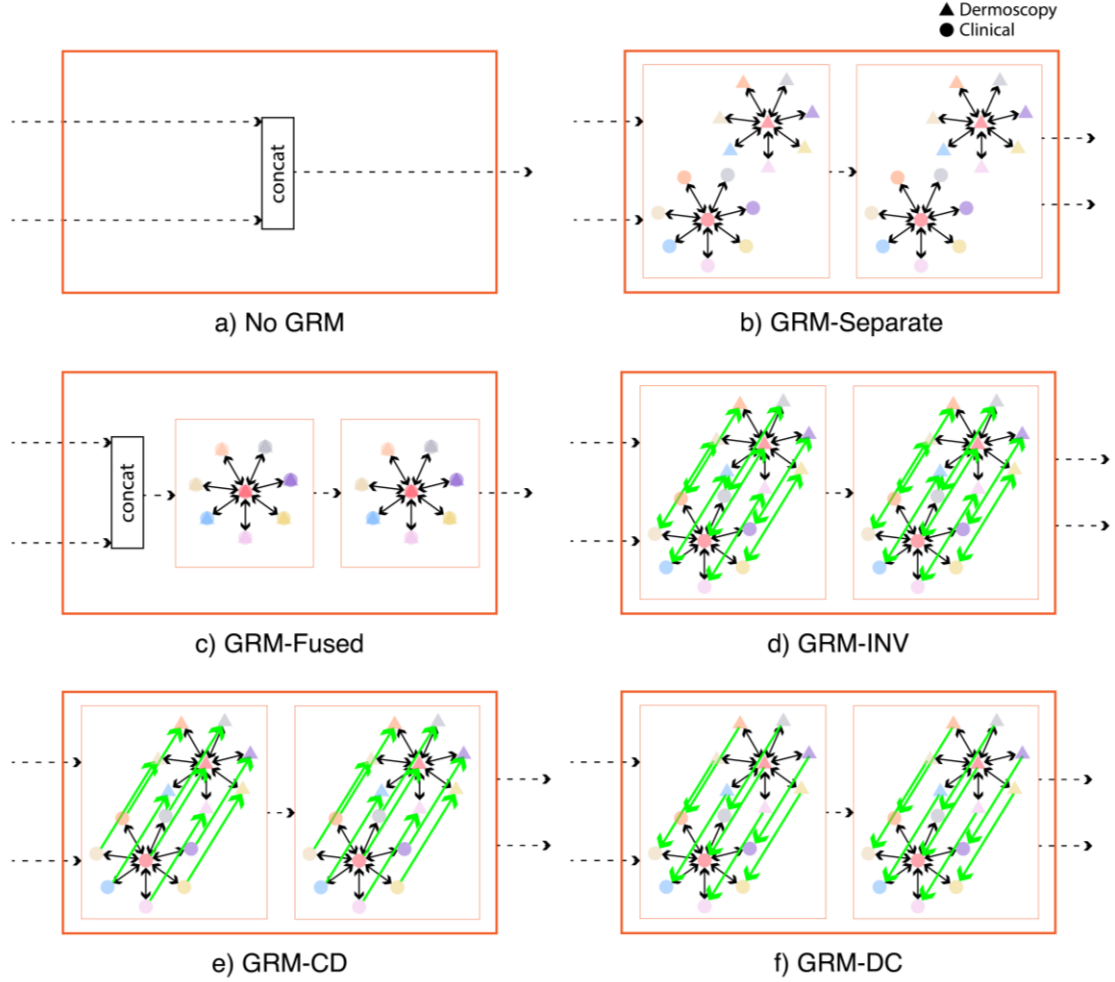 Dermoscopy
Clinical
concat
a) No GRM
b) GRM-Separate
concat
c) GRM-Fused
d) GRM-INV
e) GRM-CD
f) GRM-DC